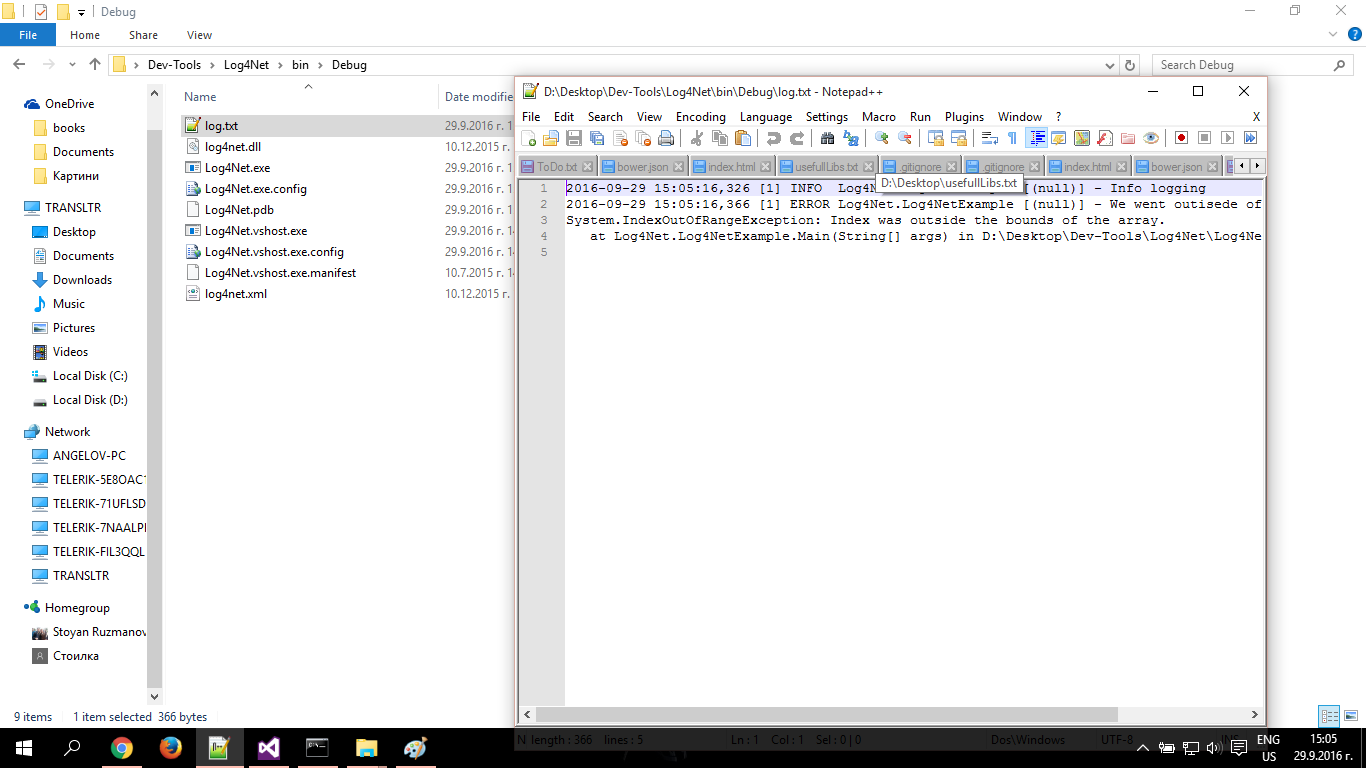 Debug
File Home Share View
Dev-Tools Log4Net bin Debug
Search Debug
OneDrive
books
Documents
Картини
TRANSLTR
Desktop
Documents
Downloads
Music
Pictures
Videos
Local Disk (C:)
Local Disk (D:)
Network
ANGELOV-PC
TELERIK-5E8OAC1
TELERIK-71UFLSD
TELERIK-7NAALPI
TELERIK-FIL3QQL
TRANSLTR
Homegroup
Stoyan Ruzmanov
Стоилка
Name Date modifie
log.txt 29.9.2016 г. 1
log4net.dll 10.12.2015 г.
Log4Net.exe 29.9.2016 г. 1
Log4Net.exe.config 29.9.2016 г. 1
Log4Net.pdb 29.9.2016 г. 1
Log4Net.vshost.exe 29.9.2016 г. 14
Log4Net.vshost.exe.config 29.9.2016 г. 14
Log4Net.vshost.exe.manifest 10.7.2015 г. 14
log4net.xml 10.12.2015 г.
9 items 1 item selected 366 bytes
D:\Desktop\Dev-Tools\Log4Net\bin\Debug\log.txt - Notepad++
File Edit Search View Encoding Language Settings Macro Run Plugins Window ? X
ToDo.txt bower.json index.html usefullLibs.txt .gitignore .gitignore index.html bower.json
D:\Desktop\usefullLibs.txt
1 2016-09-29 15:05:16,326 [1] INFO Log4N [(null)] - Info logging
2 2016-09-29 15:05:16,366 [1] ERROR Log4Net.Log4NetExample [(null)] - We went outisede of
3 System.IndexOutOfRangeException: Index was outside the bounds of the array.
4 at Log4Net.Log4NetExample.Main(String[] args) in D:\Desktop\Dev-Tools\Log4Net\Log4Ne
5
N length : 366 lines : 5 Ln : 1 Col : 1 Sel : 0 | 0 Dos\Windows UTF-8 INS
ENG
US
15:05
29.9.2016 г.